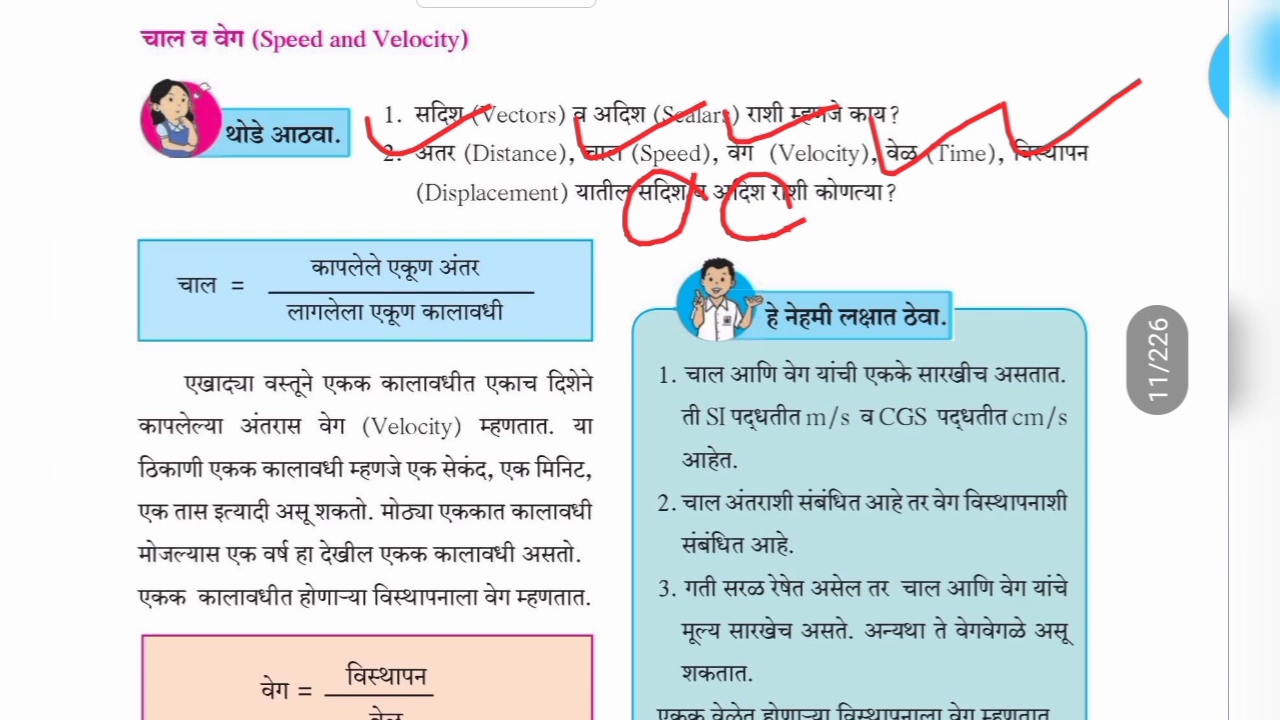 चाल व वेग (Speed and Velocity)
थोडे आठवा.
1. सदिश (Vectors) व अदिश (Scalars) राशी म्हणजे काय?
2. अंतर (Distance), चाल (Speed), वेग (Velocity), वेळ (Time), विस्थापन
(Displacement) यातील सदिश व अदिश राशी कोणत्या?
चाल = कापलेले एकूण अंतर
लागलेला एकूण कालावधी
एखाद्या वस्तूने एकक कालावधीत एकाच दिशेने
कापलेल्या अंतरास वेग (Velocity) म्हणतात. या
ठिकाणी एकक कालावधी म्हणजे एक सेकंद, एक मिनिट,
एक तास इत्यादी असू शकतो. मोठ्या एककात कालावधी
मोजल्यास एक वर्ष हा देखील एकक कालावधी असतो.
एकक कालावधीत होणाऱ्या विस्थापनाला वेग म्हणतात.
वेग = विस्थापन
वेळ
हे नेहमी लक्षात ठेवा.
1. चाल आणि वेग यांची एकके सारखीच असतात.
ती SI पद्धतीत m/s व CGS पद्धतीत cm/s
आहेत.
2. चाल अंतराशी संबंधित आहे तर वेग विस्थापनाशी
संबंधित आहे.
3. गती सरळ रेषेत असेल तर चाल आणि वेग यांचे
मूल्य सारखेच असते. अन्यथा ते वेगवेगळे असू
शकतात.
एकक वेळेत होणाऱ्या विस्थापनाला वेग म्हणतात
11/226